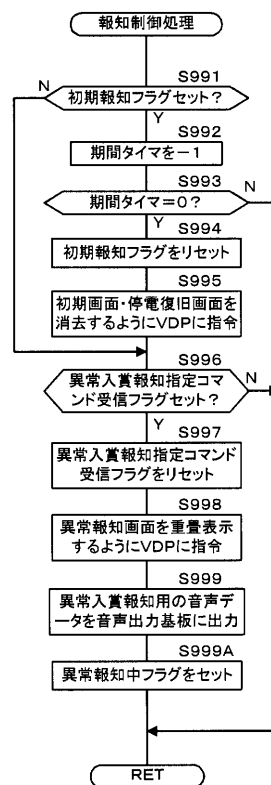 報知制御処理
S991
N
初期報知フラグセット？
Y
S992
期間タイマを－1
S993
期間タイマ＝0？
N
Y
S994
初期報知フラグをリセット
S995
初期画面・停電復旧画面を
消去するようにVDPに指令
S996
異常入賞報知指定コマ
ンド受信フラグセット？
N
Y
S997
異常入賞報知指定コマンド
受信フラグをリセット
S998
異常報知画面を重畳表示
するようにVDPに指令
S999
異常入賞報知用の音声デ
ータを音声出力基板に出力
S999A
異常報知中フラグをセット
RET